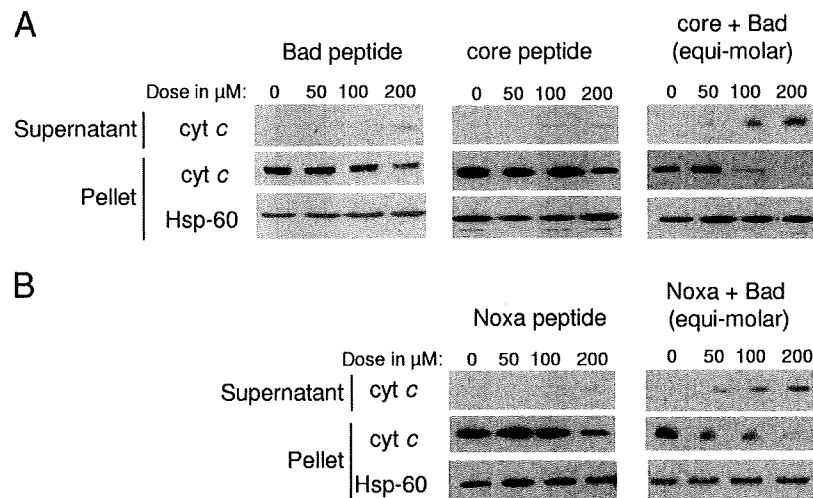 A
Bad peptide
core peptide
core + Bad
(equi-molar)
Dose in µM: 0 50 100 200 0 50 100 200 0 50 100 200
Supernatant cyt c
Pellet cyt c
Hsp-60
B
Noxa peptide
Noxa + Bad
(equi-molar)
Dose in µM: 0 50 100 200 0 50 100 200
Supernatant cyt c
Pellet cyt c
Hsp-60